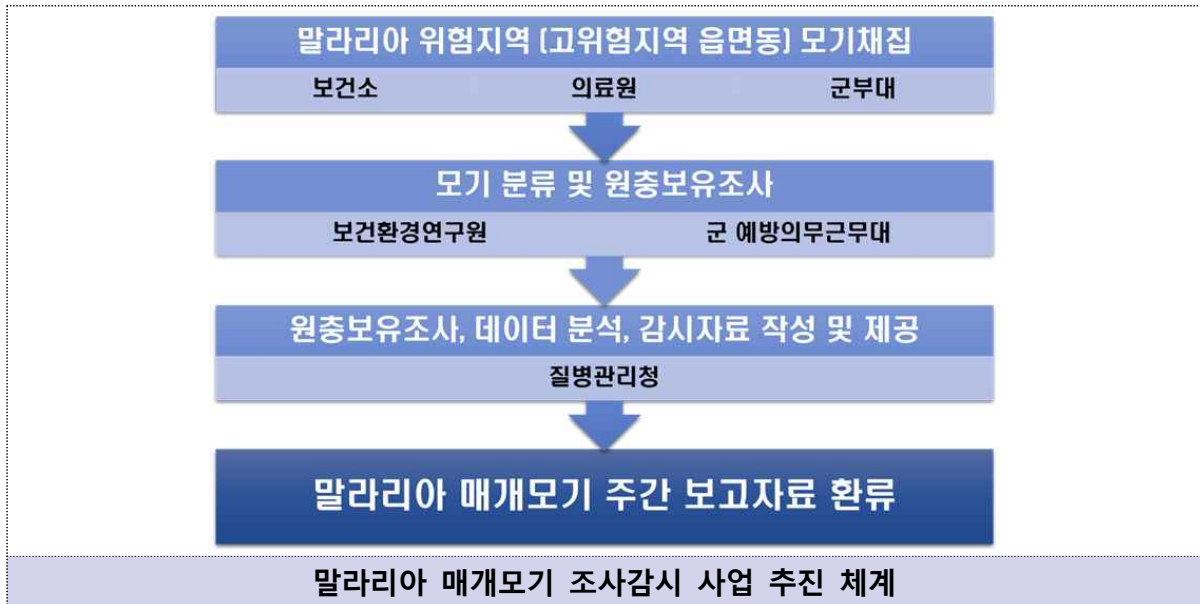 말라리아 위험지역 (고위험지역 읍면동) 모기채집
보건소 의료원 군부대
모기 분류 및 원충보유조사
보건환경연구원 군 예방의무근무대
원충보유조사, 데이터 분석, 감시자료 작성 및 제공
질병관리청
말라리아 매개모기 주간 보고자료 환류
말라리아 매개모기 조사감시 사업 추진 체계